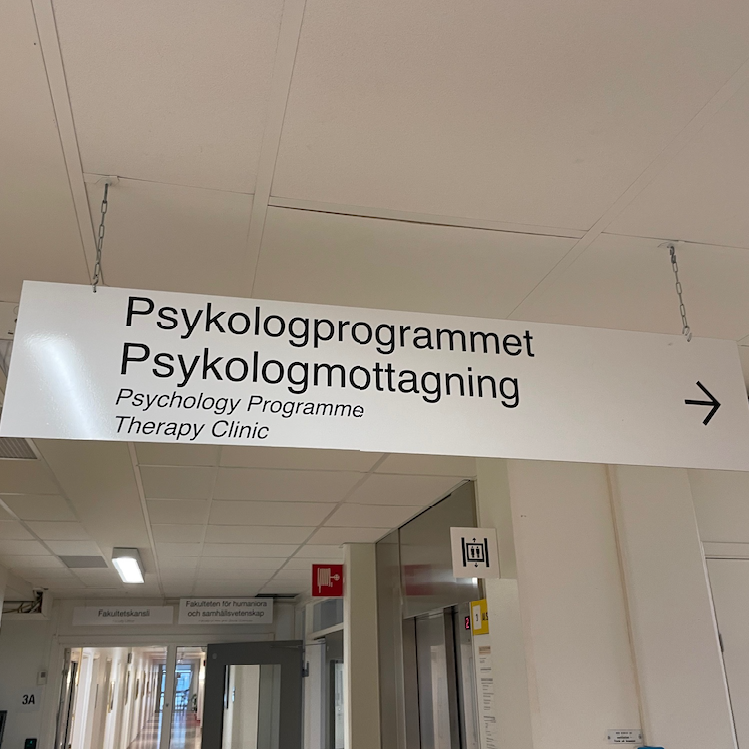 Psykologprogrammet
Psykologmottagning
Psychology Programme
Therapy Clinic
Fakultetskansli
Fakulteten för humaniora
och samhällsvetenskap
3A